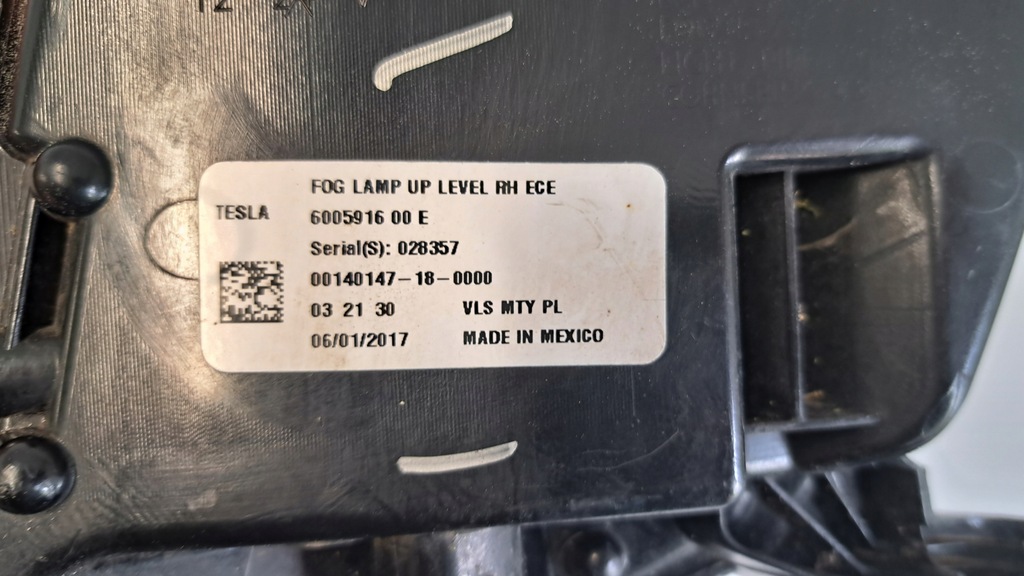 FOG LAMP UP LEVEL RH ECE
TESLA
6005916 00 E
Serial(S): 028357
00140147-18-0000
03 21 30 VLS MTY PL
06/01/2017 MADE IN MEXICO